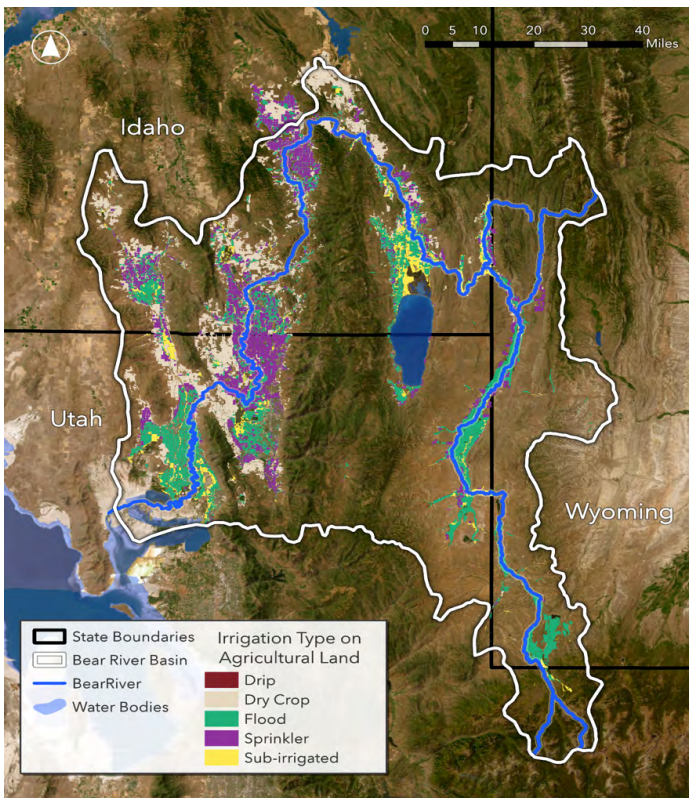 0 5 10 20 30 40
Miles
Idaho
Utah
Wyoming
State Boundaries
Bear River Basin
BearRiver
Water Bodies
Irrigation Type on
Agricultural Land
Drip
Dry Crop
Flood
Sprinkler
Sub-irrigated